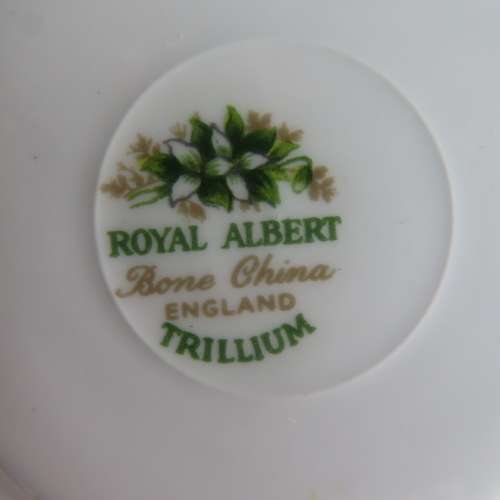 ROYAL ALBERT
Bone China
ENGLAND
TRILLIUM